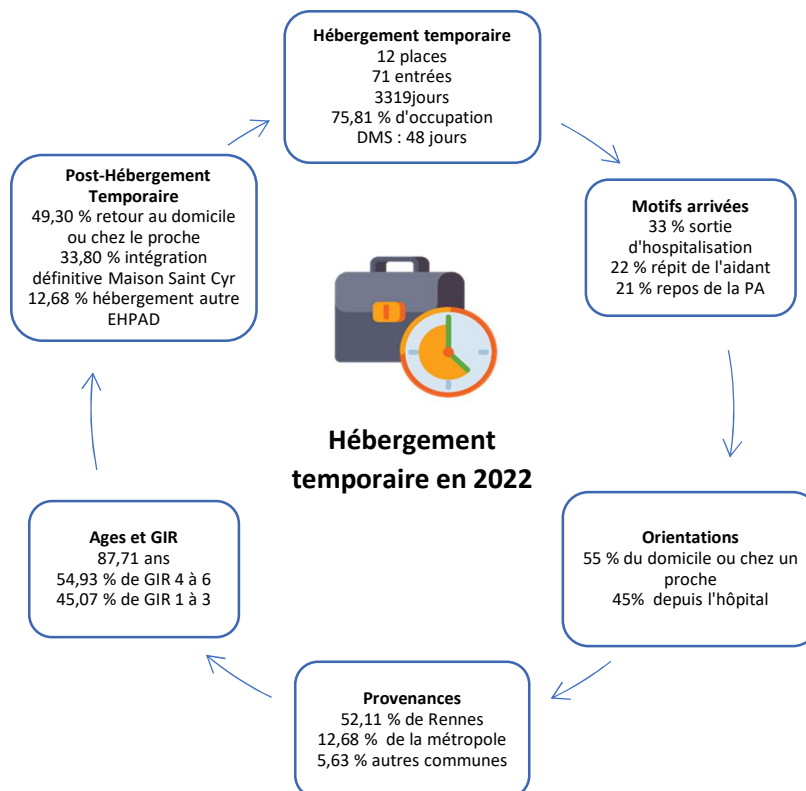 Hébergement temporaire
12 places
71 entrées
3319jours
75,81 % d'occupation
DMS : 48 jours
Motifs arrivées
33 % sortie
d'hospitalisation
22 % répit de l'aidant
21 % repos de la PA
Orientations
55 % du domicile ou chez un
proche
45% depuis l'hôpital
Provenances
52,11 % de Rennes
12,68 % de la métropole
5,63 % autres communes
Ages et GIR
87,71 ans
54,93 % de GIR 4 à 6
45,07 % de GIR 1 à 3
Post-Hébergement
Temporaire
49,30 % retour au domicile
ou chez le proche
33,80 % intégration
définitive Maison Saint Cyr
12,68 % hébergement autre
EHPAD
Hébergement
temporaire en 2022